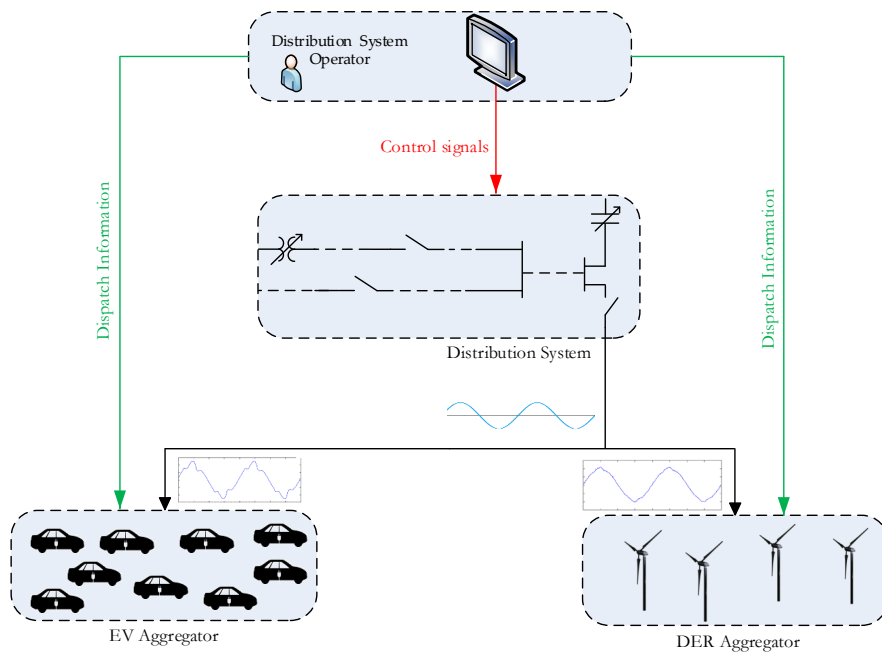 Distribution System
Operator
Control signals
Dispatch Information
Dispatch Information
Distribution System
EV Aggregator
DER Aggregator